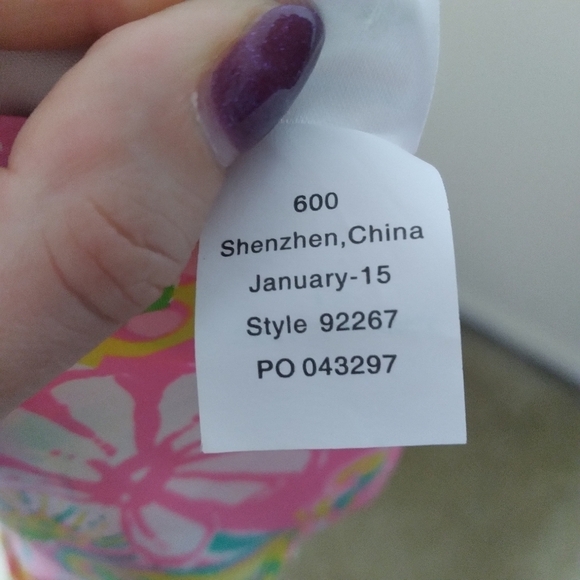 600
Shenzhen,China
January-15
Style 92267
PO 043297